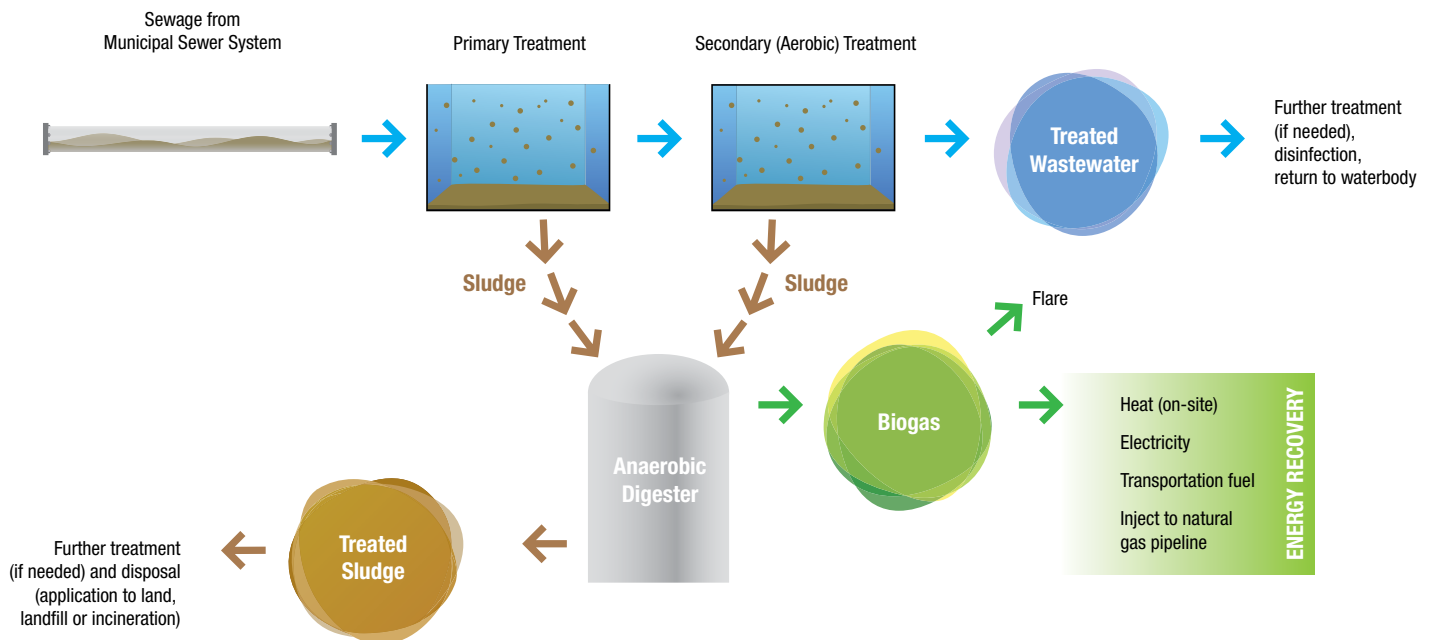 Sewage from
Municipal Sewer System
Primary Treatment
Secondary (Aerobic) Treatment
Treated
Wastewater
Further treatment
(if needed),
disinfection,
return to waterbody
Sludge
Sludge
Flare
Anaerobic
Digester
Biogas
Heat (on-site)
Electricity
Transportation fuel
Inject to natural
gas pipeline
ENERGY RECOVERY
Treated
Sludge
Further treatment
(if needed) and disposal
(application to land,
landfill or incineration)